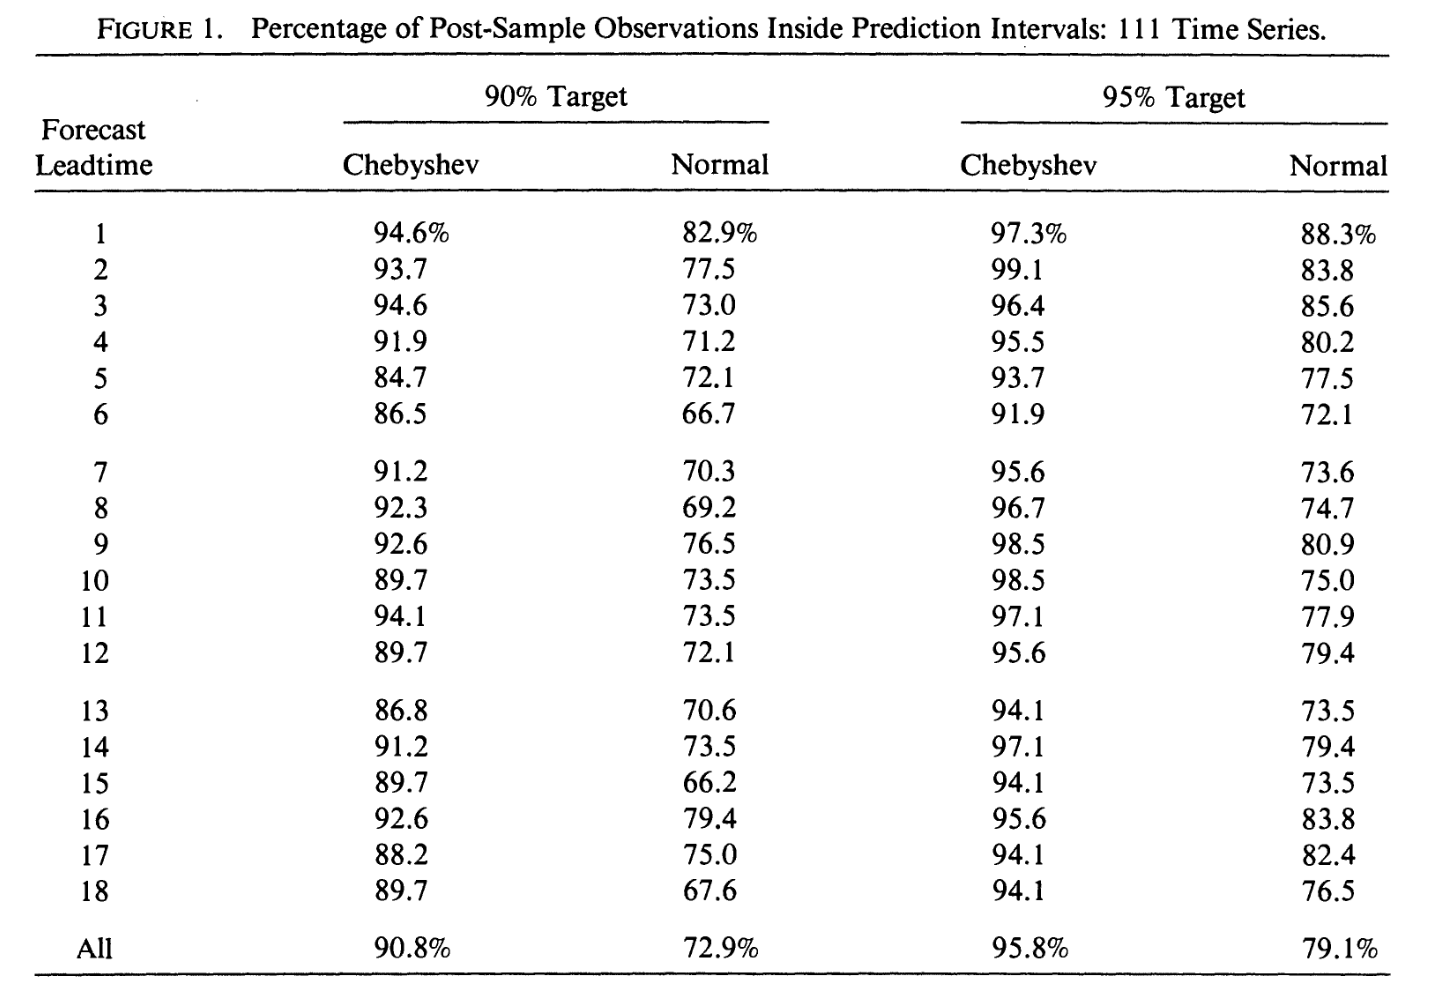 FIGURE 1. Percentage of Post-Sample Observations Inside Prediction Intervals: 111 Time Series.
90% Target 95% Target
Forecast
Leadtime Chebyshev Normal Chebyshev Normal
1 94.6% 82.9% 97.3% 88.3%
2 93.7 77.5 99.1 83.8
3 94.6 73.0 96.4 85.6
4 91.9 71.2 95.5 80.2
5 84.7 72.1 93.7 77.5
6 86.5 66.7 91.9 72.1
7 91.2 70.3 95.6 73.6
8 92.3 69.2 96.7 74.7
9 92.6 76.5 98.5 80.9
10 89.7 73.5 98.5 75.0
11 94.1 73.5 97.1 77.9
12 89.7 72.1 95.6 79.4
13 86.8 70.6 94.1 73.5
14 91.2 73.5 97.1 79.4
15 89.7 66.2 94.1 73.5
16 92.6 79.4 95.6 83.8
17 88.2 75.0 94.1 82.4
18 89.7 67.6 94.1 76.5
All 90.8% 72.9% 95.8% 79.1%